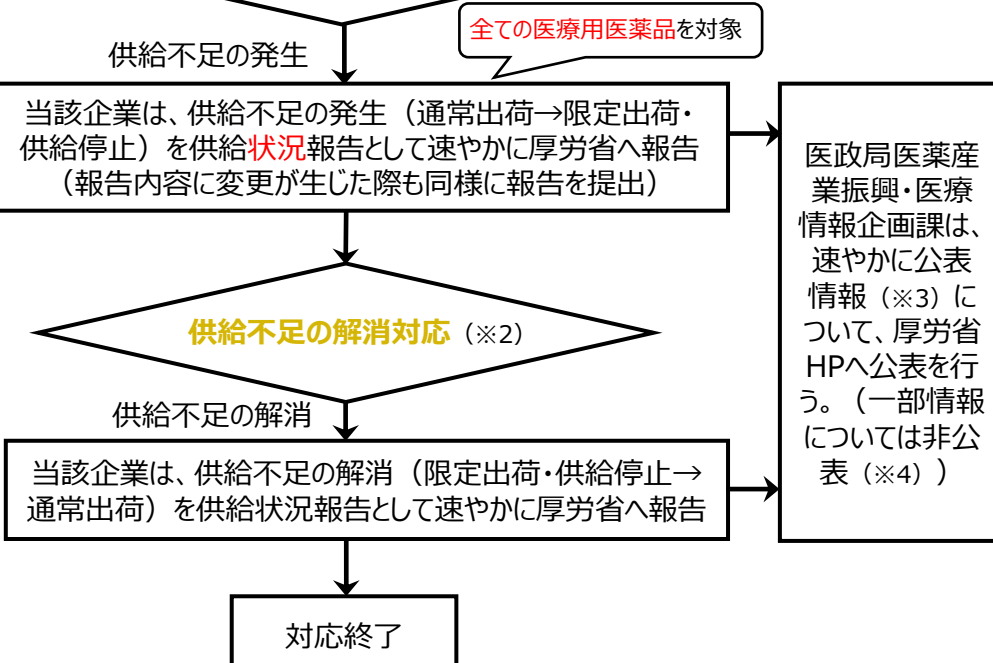 全ての医療用医薬品を対象
供給不足の発生
当該企業は、供給不足の発生（通常出荷→限定出荷・
供給停止）を供給状況報告として速やかに厚労省へ報告
（報告内容に変更が生じた際も同様に報告を提出）
医政局医薬産
業振興・医療
情報企画課は、
速やかに公表
情報（※3）に
ついて、厚労省
HPへ公表を行
う。（一部情報
については非公
表（※4））
供給不足の解消対応（※2）
供給不足の解消
当該企業は、供給不足の解消（限定出荷・供給停止→
通常出荷）を供給状況報告として速やかに厚労省へ報告
対応終了